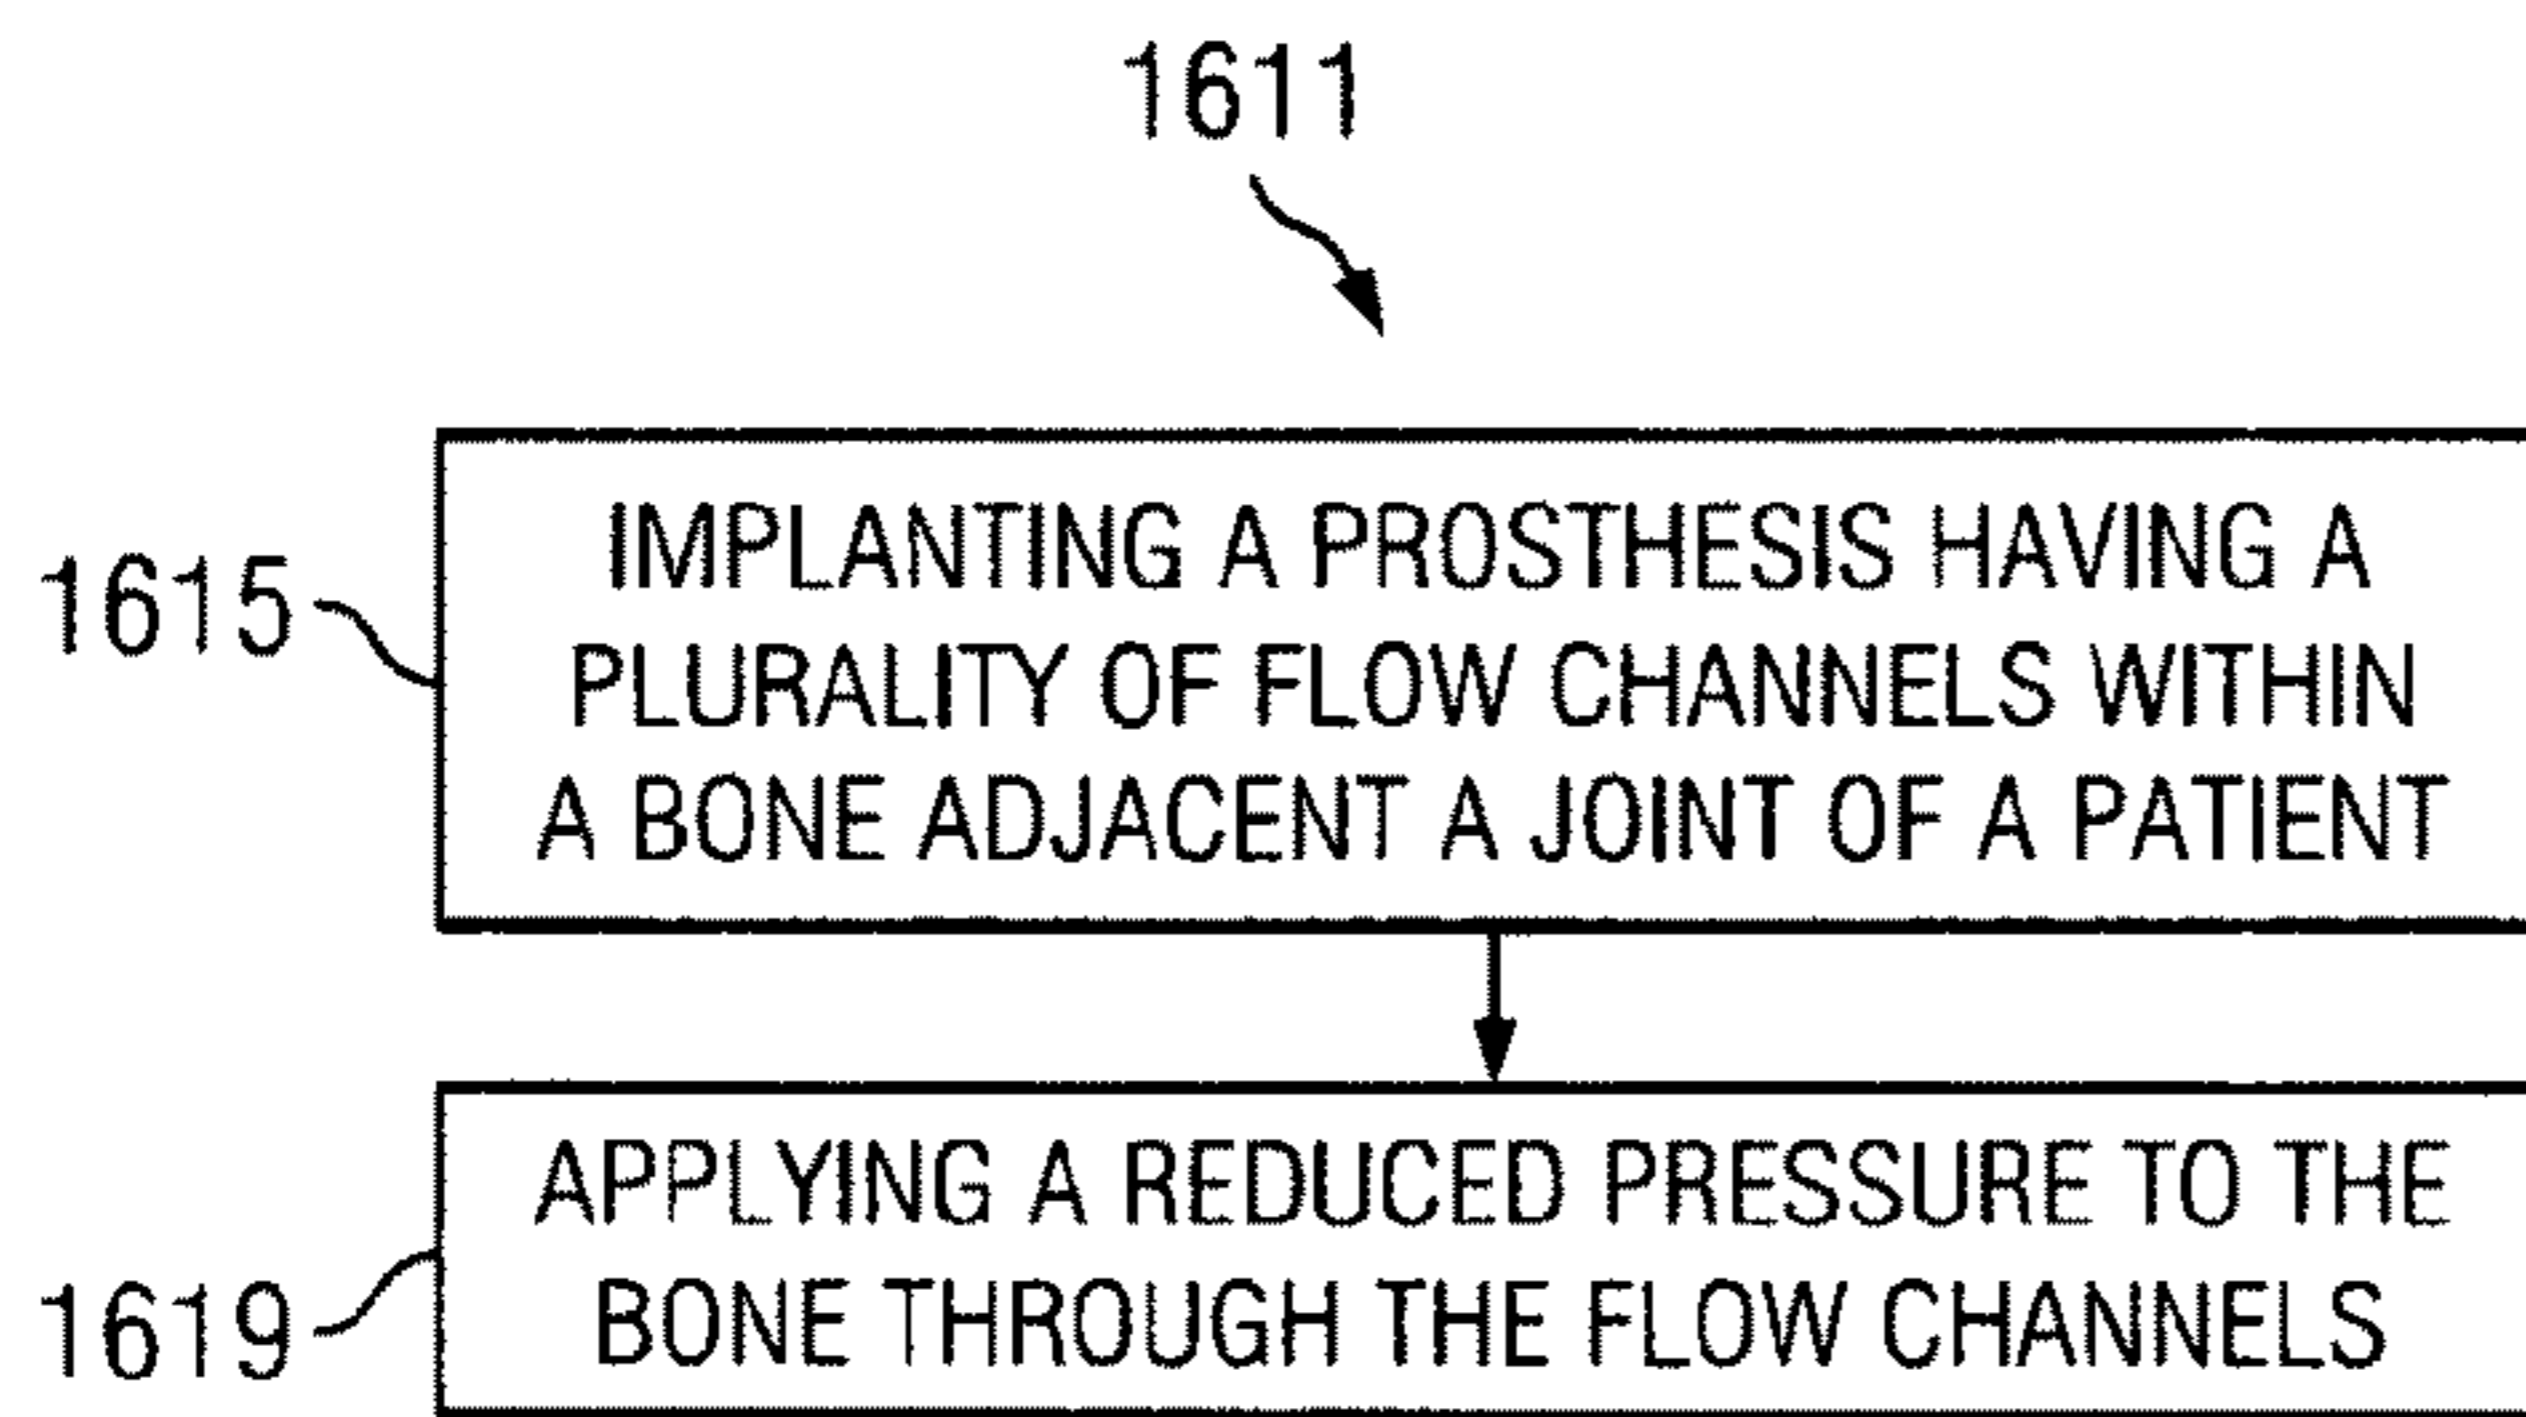 1611
1615
IMPLANTING A PROSTHESIS HAVING A
PLURALITY OF FLOW CHANNELS WITHIN
A BONE ADJACENT A JOINT OF A PATIENT
1619
APPLYING A REDUCED PRESSURE TO THE
BONE THROUGH THE FLOW CHANNELS